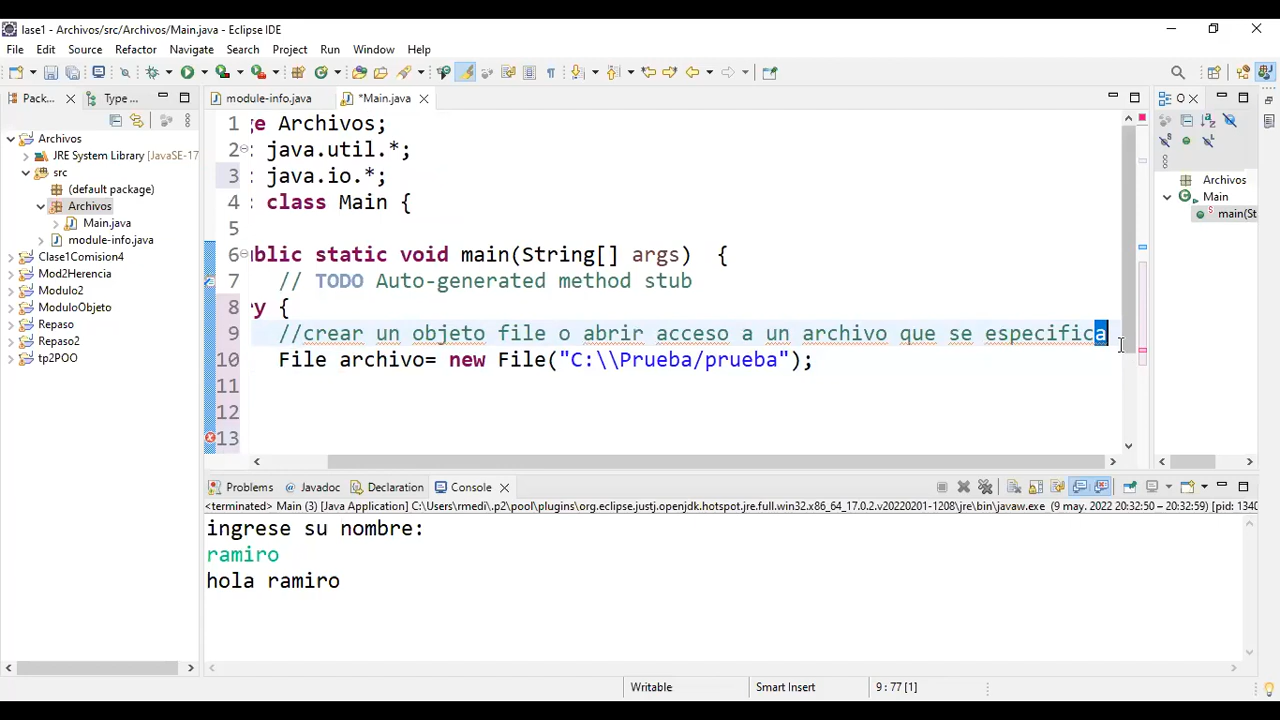 lase1 - Archivos/src/Archivos/Main.java - Eclipse IDE
File Edit Source Refactor Navigate Search Project Run Window Help
Pack... Type ... module-info.java *Main.java
Archivos
JRE System Library [JavaSE-17
src
(default package)
Archivos
Main.java
module-info.java
Clase1Comision4
Mod2Herencia
Modulo2
ModuloObjeto
Repaso
Repaso2
tp2POO
1 ge Archivos;
2 : java.util.*;
3 : java.io.*;
4 : class Main {
5
6 ublic static void main(String[] args) {
7 // TODO Auto-generated method stub
8 ry {
9 //crear un objeto file o abrir acceso a un archivo que se especifica
10 File archivo= new File("C:\\Prueba/prueba");
11
12
13
Archivos
Main
main(St
Problems Javadoc Declaration Console
<terminated> Main (3) [Java Application] C:\Users\rmedi\.p2\pool\plugins\org.eclipse.justj.openjdk.hotspot.jre.full.win32.x86_64_17.0.2.v20220201-1208\jre\bin\javaw.exe (9 may. 2022 20:32:50 – 20:32:59) [pid: 1340
ingrese su nombre:
ramiro
hola ramiro
Writable Smart Insert 9 : 77 [1]